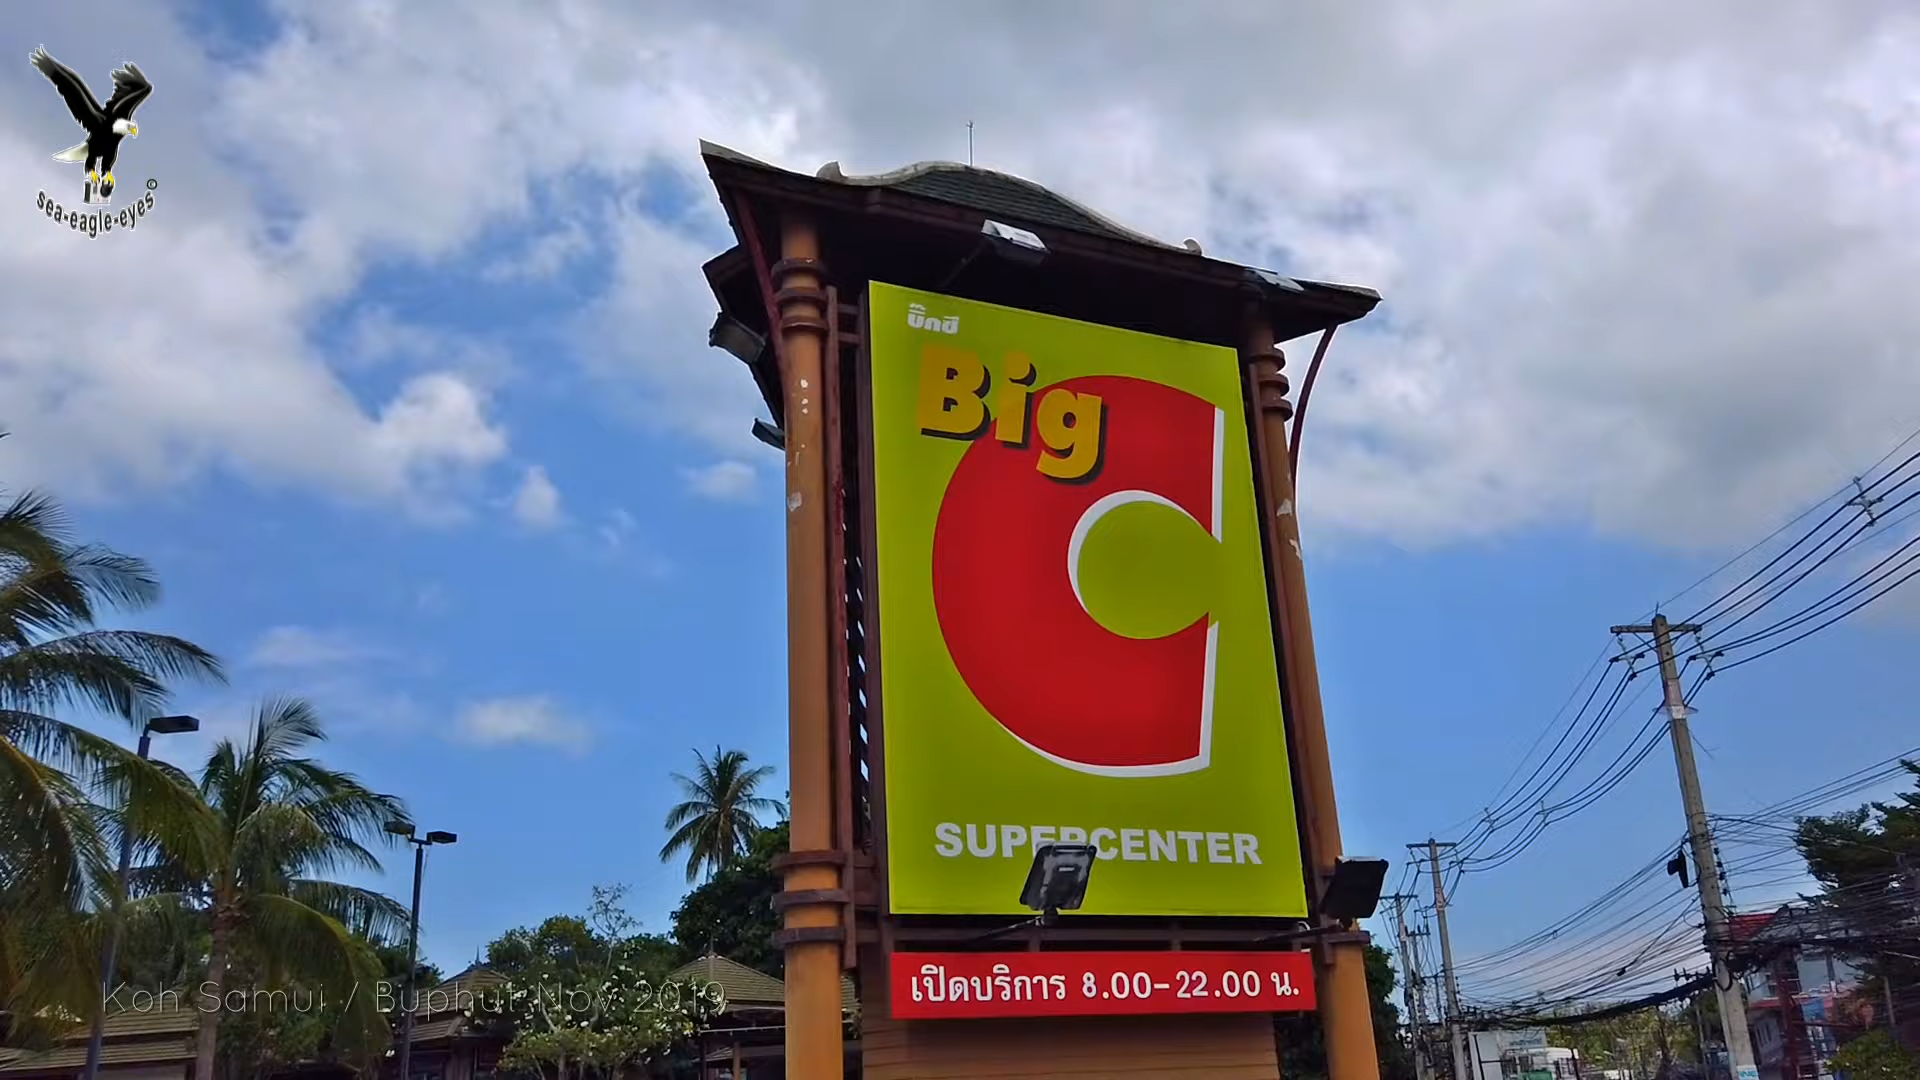 sea-eagle-eyes©
บิ๊กซี
Big
C
SUPERCENTER
เปิดบริการ 8.00-22.00 น.
Koh Samui / Buphut Nov 2019